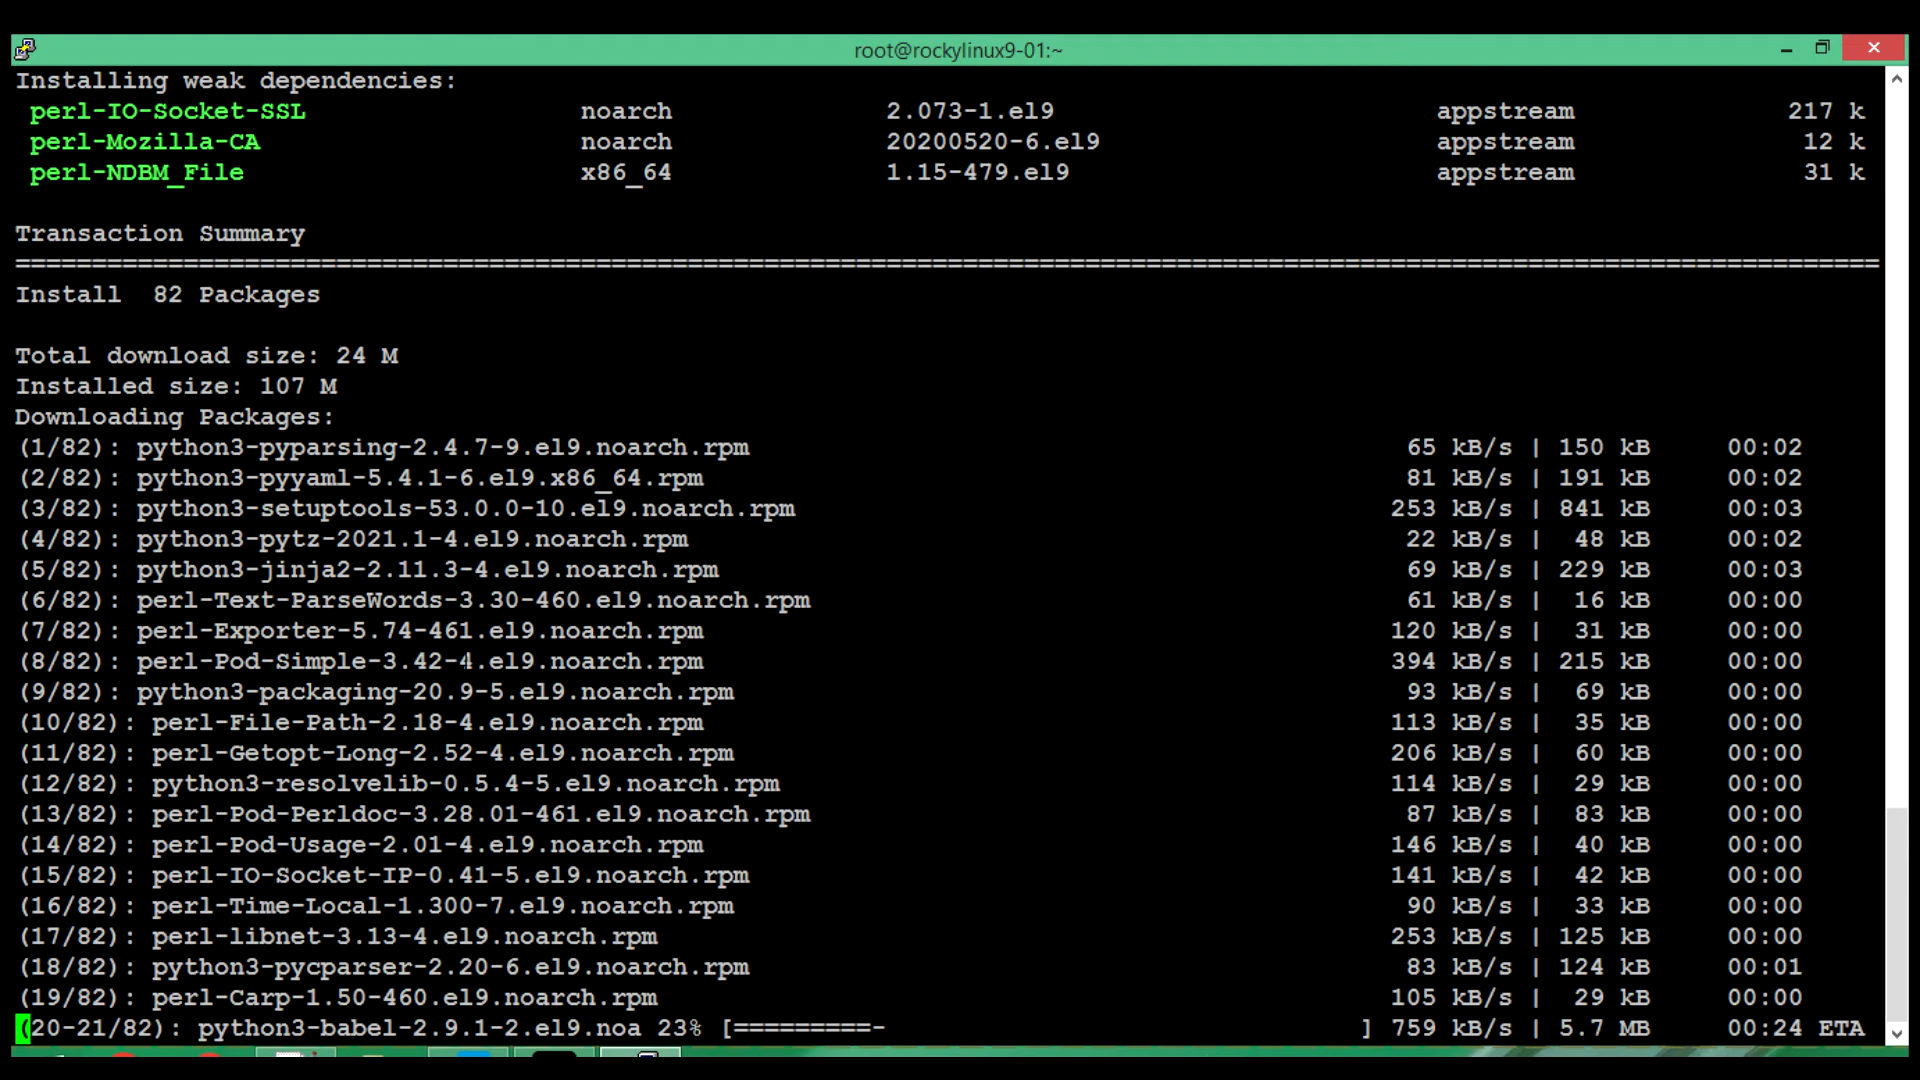 root@rockylinux9-01:~
Installing weak dependencies:
perl-IO-Socket-SSL noarch 2.073-1.el9 appstream 217 k
perl-Mozilla-CA noarch 20200520-6.el9 appstream 12 k
perl-NDBM_File x86_64 1.15-479.el9 appstream 31 k
Transaction Summary
================================================================================
Install 82 Packages
Total download size: 24 M
Installed size: 107 M
Downloading Packages:
(1/82): python3-pyparsing-2.4.7-9.el9.noarch.rpm 65 kB/s | 150 kB 00:02
(2/82): python3-pyyaml-5.4.1-6.el9.x86_64.rpm 81 kB/s | 191 kB 00:02
(3/82): python3-setuptools-53.0.0-10.el9.noarch.rpm 253 kB/s | 841 kB 00:03
(4/82): python3-pytz-2021.1-4.el9.noarch.rpm 22 kB/s | 48 kB 00:02
(5/82): python3-jinja2-2.11.3-4.el9.noarch.rpm 69 kB/s | 229 kB 00:03
(6/82): perl-Text-ParseWords-3.30-460.el9.noarch.rpm 61 kB/s | 16 kB 00:00
(7/82): perl-Exporter-5.74-461.el9.noarch.rpm 120 kB/s | 31 kB 00:00
(8/82): perl-Pod-Simple-3.42-4.el9.noarch.rpm 394 kB/s | 215 kB 00:00
(9/82): python3-packaging-20.9-5.el9.noarch.rpm 93 kB/s | 69 kB 00:00
(10/82): perl-File-Path-2.18-4.el9.noarch.rpm 113 kB/s | 35 kB 00:00
(11/82): perl-Getopt-Long-2.52-4.el9.noarch.rpm 206 kB/s | 60 kB 00:00
(12/82): python3-resolvelib-0.5.4-5.el9.noarch.rpm 114 kB/s | 29 kB 00:00
(13/82): perl-Pod-Perldoc-3.28.01-461.el9.noarch.rpm 87 kB/s | 83 kB 00:00
(14/82): perl-Pod-Usage-2.01-4.el9.noarch.rpm 146 kB/s | 40 kB 00:00
(15/82): perl-IO-Socket-IP-0.41-5.el9.noarch.rpm 141 kB/s | 42 kB 00:00
(16/82): perl-Time-Local-1.300-7.el9.noarch.rpm 90 kB/s | 33 kB 00:00
(17/82): perl-libnet-3.13-4.el9.noarch.rpm 253 kB/s | 125 kB 00:00
(18/82): python3-pycparser-2.20-6.el9.noarch.rpm 83 kB/s | 124 kB 00:01
(19/82): perl-Carp-1.50-460.el9.noarch.rpm 105 kB/s | 29 kB 00:00
(20-21/82): python3-babel-2.9.1-2.el9.noa 23% [=========- ] 759 kB/s | 5.7 MB 00:24 ETA